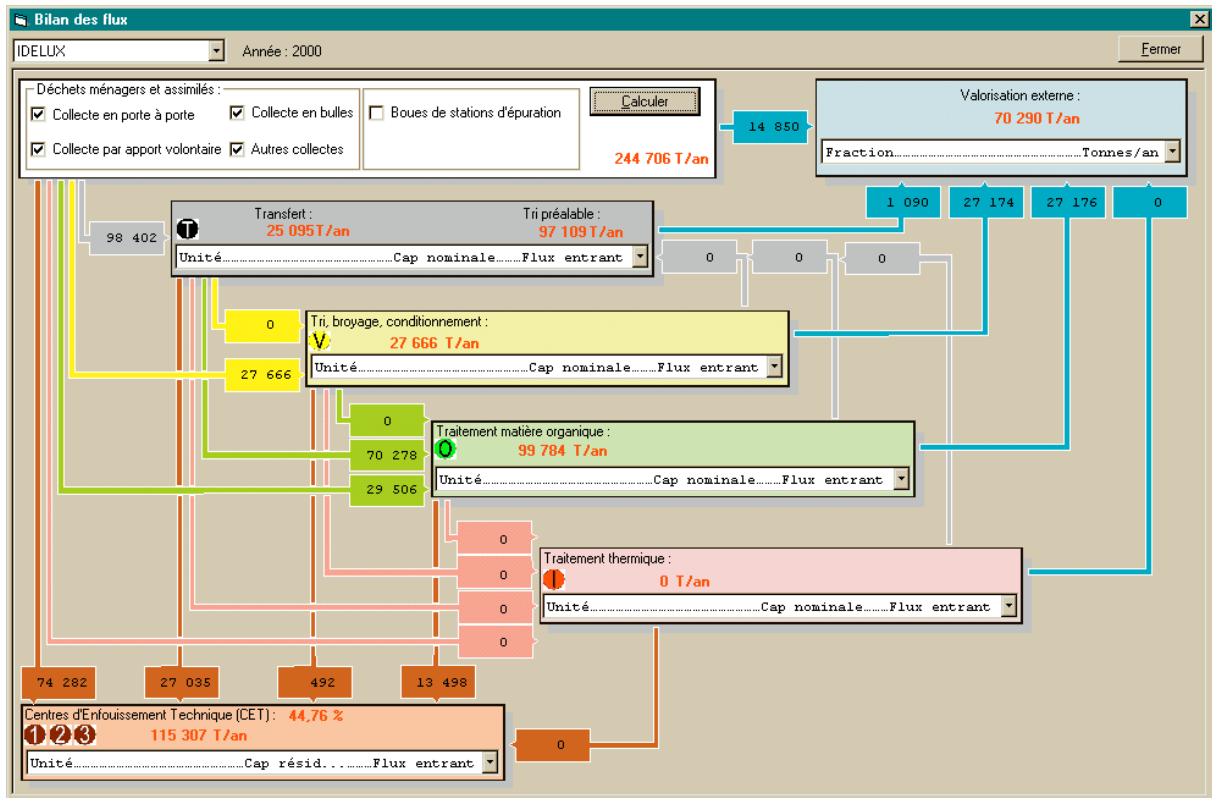 Bilan des flux
IDELUX Année : 2000 Fermer
Déchets ménagers et assimilés :
Collecte en porte à porte Collecte en bulles Boues de stations d'épuration Calculer
Collecte par apport volontaire Autres collectes
244 706 T/an
14 850
Valorisation externe :
70 290 T/an
Fraction.......................................Tonnes/an
1 090 27 174 27 176 0
98 402
T Transfert : Tri préalable :
25 095T/an 97 109T/an
Unité...................................Cap nominale.......Flux entrant
0 0 0
0
Tri, broyage, conditionnement :
V 27 666 T/an
27 666
Unité...................................Cap nominale.......Flux entrant
0
Traitement matière organique :
O 99 784 T/an
70 278
Unité...................................Cap nominale.......Flux entrant
29 506
0
Traitement thermique :
0
I 0 T/an
0
Unité...................................Cap nominale.......Flux entrant
0
74 282 27 035 492 13 498
Centres d'Enfouissement Technique (CET) : 44,76 %
1 2 3 115 307 T/an
0
Unité...................................Cap résid.........Flux entrant